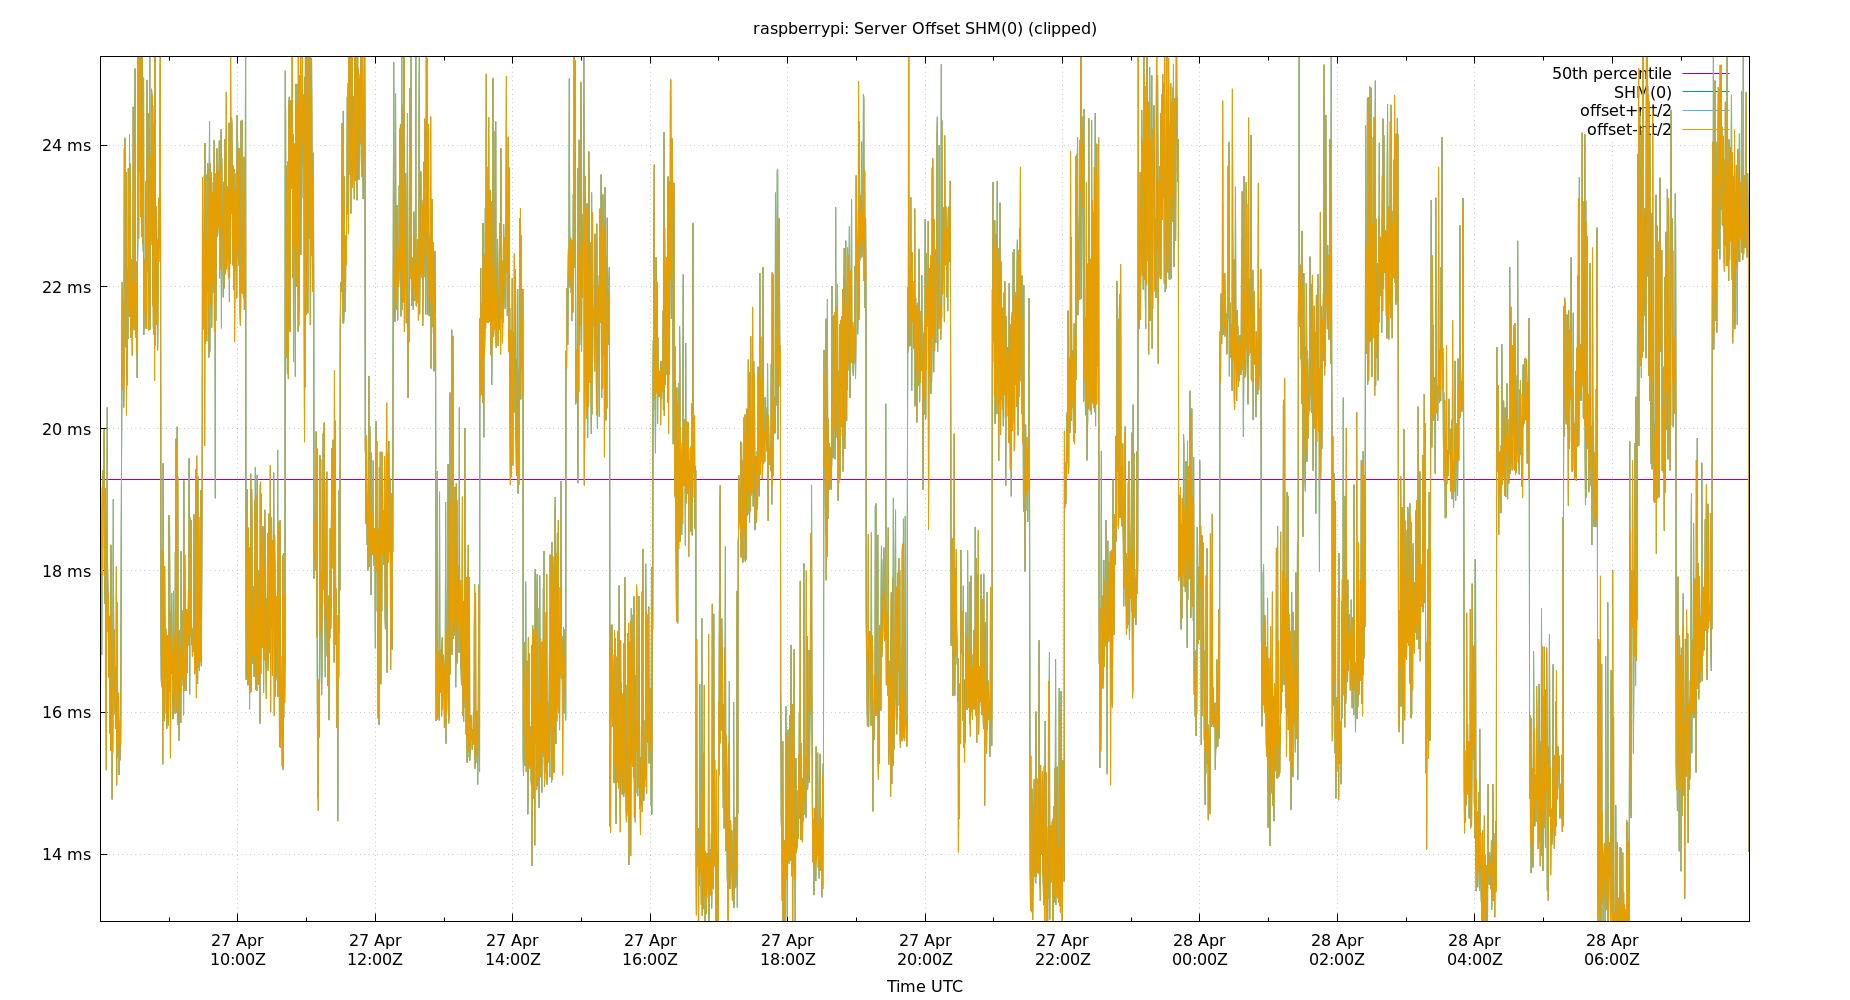 raspberrypi: Server Offset SHM(0) (clipped)
50th percentile
SHM(0)
offset+rtt/2
offset-rtt/2
24 ms
22 ms
20 ms
18 ms
16 ms
14 ms
27 Apr 27 Apr 27 Apr 27 Apr 27 Apr 27 Apr 27 Apr 28 Apr 28 Apr 28 Apr 28 Apr
10:00Z 12:00Z 14:00Z 16:00Z 18:00Z 20:00Z 22:00Z 00:00Z 02:00Z 04:00Z 06:00Z
Time UTC